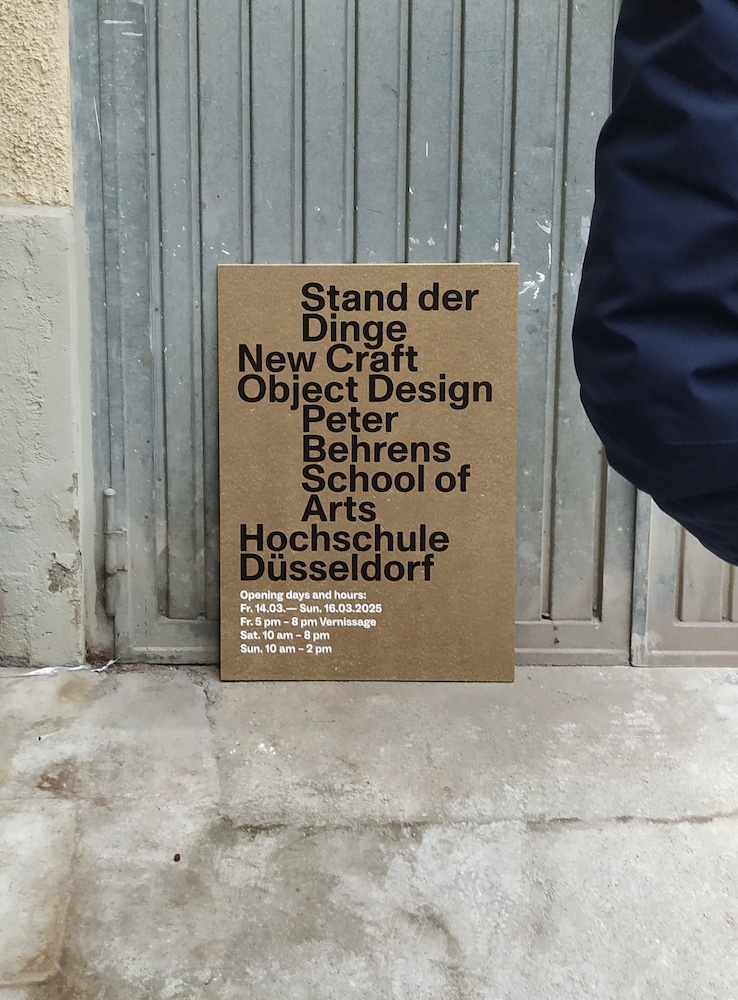 Stand der
Dinge
New Craft
Object Design
Peter
Behrens
School of
Arts
Hochschule
Düsseldorf
Opening days and hours:
Fr. 14.03.— Sun. 16.03.2025
Fr. 5 pm – 8 pm Vernissage
Sat. 10 am – 8 pm
Sun. 10 am – 2 pm